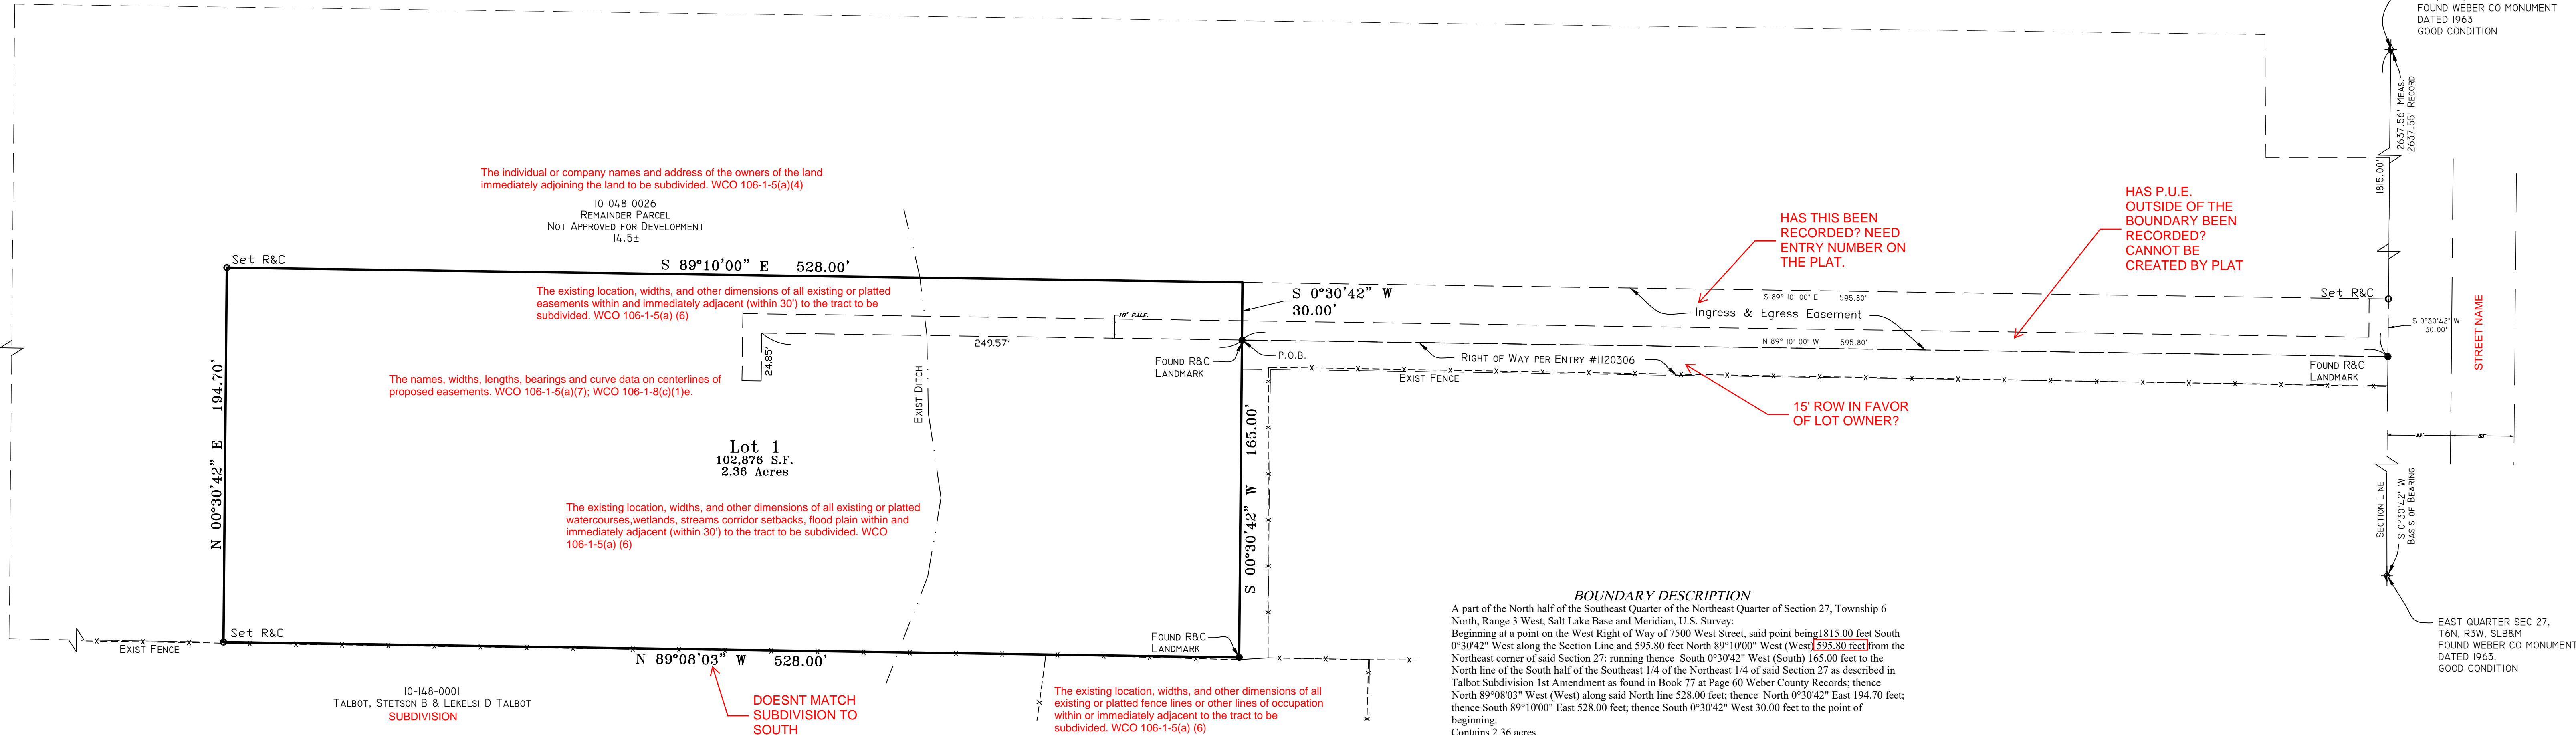 FOUND WEBER CO MONUMENT
DATED 1963
GOOD CONDITION
2637.56' MEAS.
2637.55' RECORD
1815.00'
The individual or company names and address of the owners of the land
immediately adjoining the land to be subdivided. WCO 106-1-5(a)(4)
10-048-0026
REMAINDER PARCEL
NOT APPROVED FOR DEVELOPMENT
14.5±
HAS THIS BEEN
RECORDED? NEED
ENTRY NUMBER ON
THE PLAT.
HAS P.U.E.
OUTSIDE OF THE
BOUNDARY BEEN
RECORDED?
CANNOT BE
CREATED BY PLAT
Set R&C
S 89°10'00" E 528.00'
The existing location, widths, and other dimensions of all existing or platted
easements within and immediately adjacent (within 30') to the tract to be
subdivided. WCO 106-1-5(a) (6)
S 0°30'42" W
30.00'
S 89° 10' 00" E 595.80'
Ingress & Egress Easement
Set R&C
S 0°30'42" W
30.00'
STREET NAME
10' P.U.E.
249.57'
24.85'
N 89° 10' 00" W 595.80'
P.O.B.
FOUND R&C
LANDMARK
RIGHT OF WAY PER ENTRY #1120306
EXIST FENCE
FOUND R&C
LANDMARK
The names, widths, lengths, bearings and curve data on centerlines of
proposed easements. WCO 106-1-5(a)(7); WCO 106-1-8(c)(1)e.
EXIST DITCH
15' ROW IN FAVOR
OF LOT OWNER?
N 00°30'42" E 194.70'
Lot 1
102,876 S.F.
2.36 Acres
S 00°30'42" W 165.00'
33'
33'
SECTION LINE
S 0°30'42" W
BASIS OF BEARING
The existing location, widths, and other dimensions of all existing or platted
watercourses,wetlands, streams corridor setbacks, flood plain within and
immediately adjacent (within 30') to the tract to be subdivided. WCO
106-1-5(a) (6)
Set R&C
EXIST FENCE
FOUND R&C
LANDMARK
N 89°08'03" W 528.00'
10-148-0001
TALBOT, STETSON B & LEKELSI D TALBOT
SUBDIVISION
DOESNT MATCH
SUBDIVISION TO
SOUTH
The existing location, widths, and other dimensions of all
existing or platted fence lines or other lines of occupation
within or immediately adjacent to the tract to be
subdivided. WCO 106-1-5(a) (6)
BOUNDARY DESCRIPTION
A part of the North half of the Southeast Quarter of the Northeast Quarter of Section 27, Township 6
North, Range 3 West, Salt Lake Base and Meridian, U.S. Survey:
Beginning at a point on the West Right of Way of 7500 West Street, said point being1815.00 feet South
0°30'42" West along the Section Line and 595.80 feet North 89°10'00" West (West) 595.80 feet from the
Northeast corner of said Section 27: running thence South 0°30'42" West (South) 165.00 feet to the
North line of the South half of the Southeast 1/4 of the Northeast 1/4 of said Section 27 as described in
Talbot Subdivision 1st Amendment as found in Book 77 at Page 60 Weber County Records; thence
North 89°08'03" West (West) along said North line 528.00 feet; thence North 0°30'42" East 194.70 feet;
thence South 89°10'00" East 528.00 feet; thence South 0°30'42" West 30.00 feet to the point of
beginning.
Contains 2.36 acres.
EAST QUARTER SEC 27,
T6N, R3W, SLB&M
FOUND WEBER CO MONUMENT
DATED 1963,
GOOD CONDITION